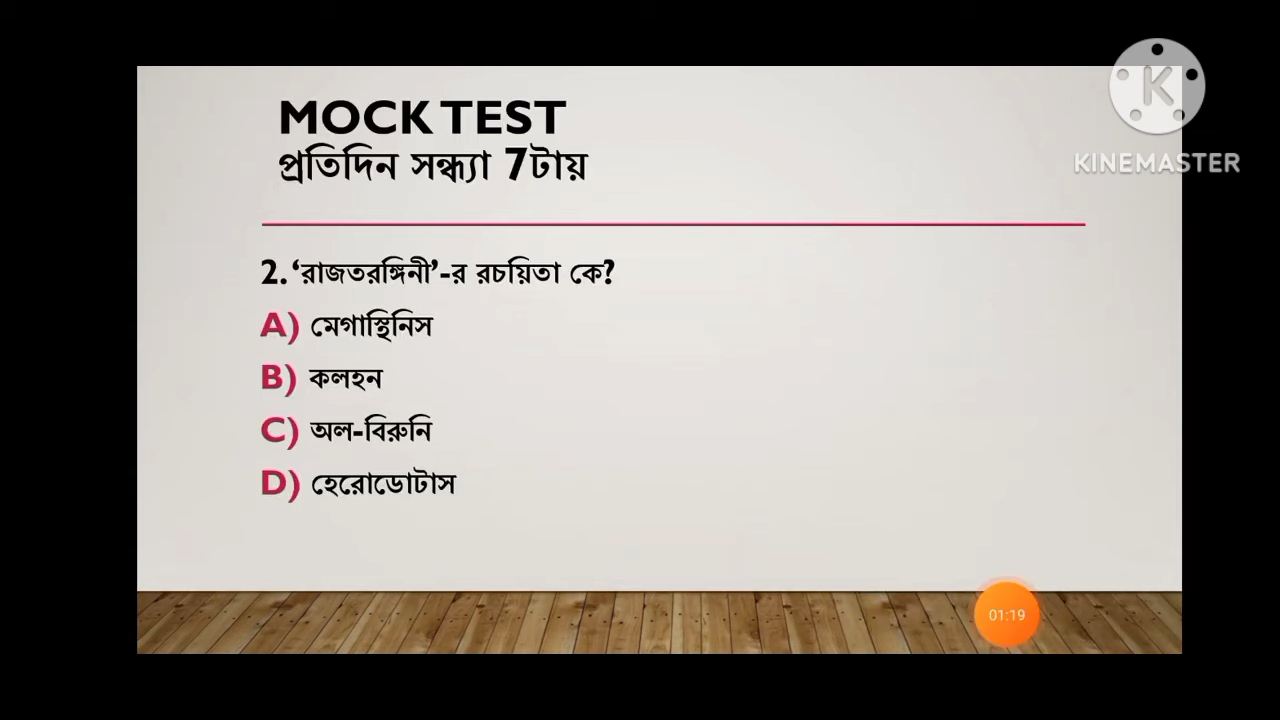 MOCK TEST
প্রতিদিন সন্ধ্যা 7টায়
2. ‘রাজতরঙ্গিনী’-র রচয়িতা কে?
A) মেগাস্থিনিস
B) কলহন
C) অল-বিরুনি
D) হেরোডোটাস
K
KINEMASTER
01:19